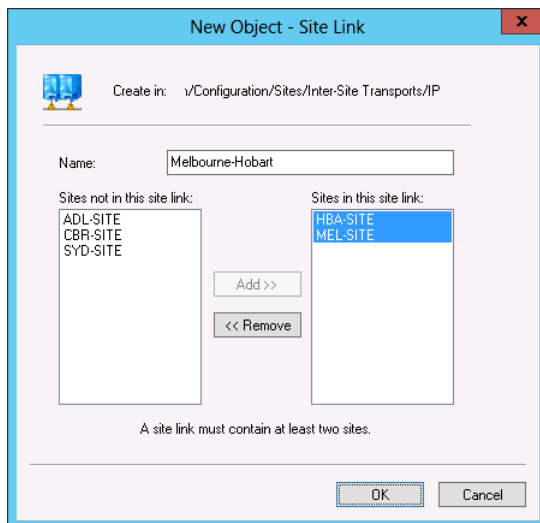 New Object - Site Link
x
Create in: ı/Configuration/Sites/Inter-Site Transports/IP
Name: Melbourne-Hobart
Sites not in this site link: Sites in this site link:
ADL-SITE HBA-SITE
CBR-SITE MEL-SITE
SYD-SITE
Add >>
<< Remove
A site link must contain at least two sites.
OK Cancel